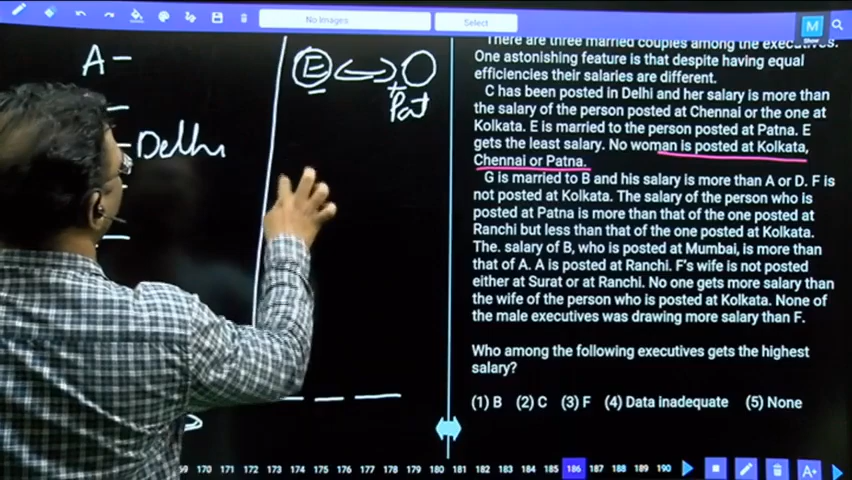 No Images
Select
M
Show
There are three married couples among the executives.
One astonishing feature is that despite having equal
efficiencies their salaries are different.
C has been posted in Delhi and her salary is more than
the salary of the person posted at Chennai or the one at
Kolkata. E is married to the person posted at Patna. E
gets the least salary. No woman is posted at Kolkata,
Chennai or Patna.
G is married to B and his salary is more than A or D. F is
not posted at Kolkata. The salary of the person who is
posted at Patna is more than that of the one posted at
Ranchi but less than that of the one posted at Kolkata.
The. salary of B, who is posted at Mumbai, is more than
that of A. A is posted at Ranchi. F's wife is not posted
either at Surat or at Ranchi. No one gets more salary than
the wife of the person who is posted at Kolkata. None of
the male executives was drawing more salary than F.
Who among the following executives gets the highest
salary?
(1) B (2) C (3) F (4) Data inadequate (5) None
A –
Delhi
E
+
Pat
69 170 171 172 173 174 175 176 177 178 179 180 181 182 183 184 185 186 187 188 189 190
A+